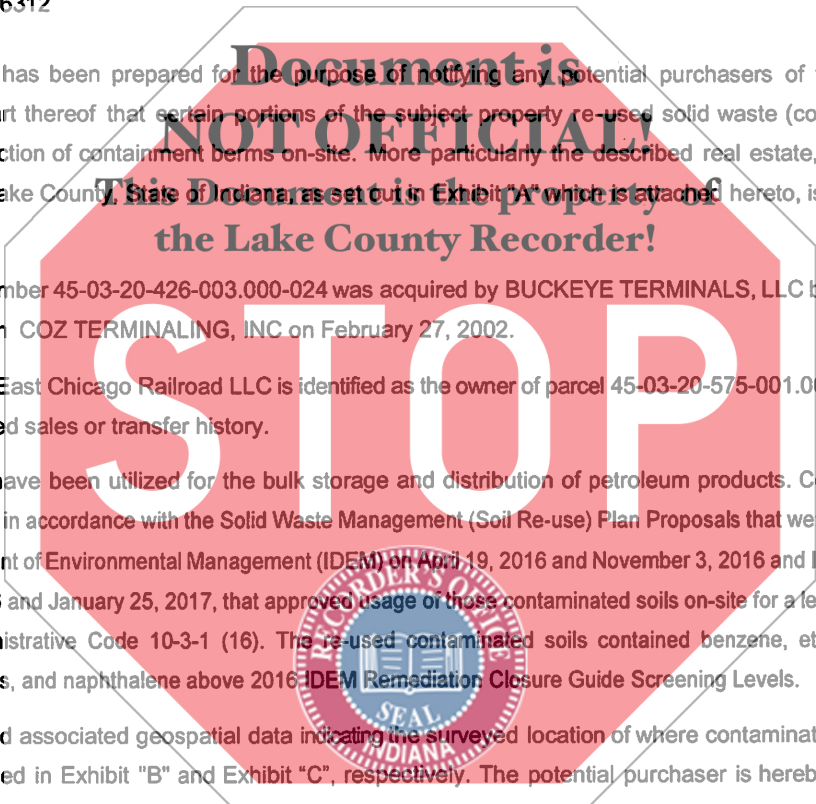 6312
Document is
has been prepared for the purpose of notifying any potential purchasers of
rt thereof that certain portions of the subject property re-used solid waste (co
NOT OFFICIAL!
ction of containment berms on-site. More particularly the described real estate,
ake County, State of Indiana, as set out in Exhibit "A" which is attached hereto, is
This Document is the property of
the Lake County Recorder!
mber 45-03-20-426-003.000-024 was acquired by BUCKEYE TERMINALS, LLC b
COZ TERMINALING, INC on February 27, 2002.
East Chicago Railroad LLC is identified as the owner of parcel 45-03-20-575-001.00
ed sales or transfer history.
STOP
have been utilized for the bulk storage and distribution of petroleum products. C
in accordance with the Solid Waste Management (Soil Re-use) Plan Proposals that we
nt of Environmental Management (IDEM) on April 19, 2016 and November 3, 2016 and I
and January 25, 2017, that approved usage of those contaminated soils on-site for a le
nistrative Code 10-3-1 (16). The re-used contaminated soils contained benzene, et
s, and naphthalene above 2016 IDEM Remediation Closure Guide Screening Levels.
RECORDER'S OFFICE
SEAL
INDIANA
d associated geospatial data indicating the surveyed location of where contaminat
ed in Exhibit "B" and Exhibit "C", respectively. The potential purchaser is hereb